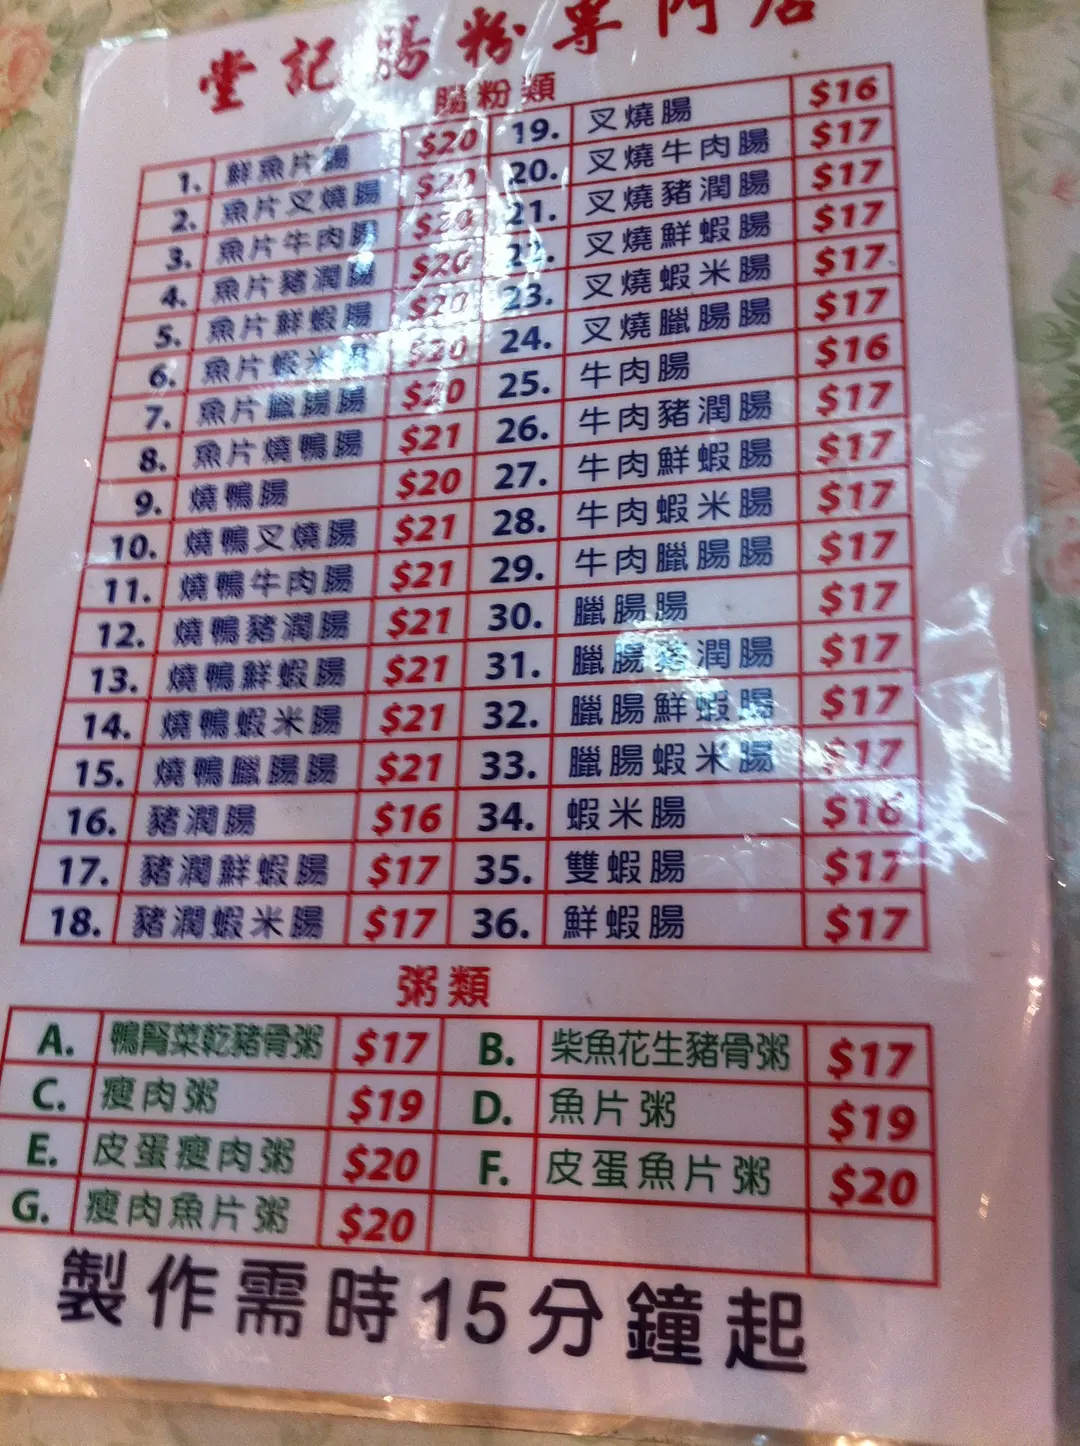 堂記腸粉專門店
腸粉類
1. 鮮魚片腸 $20
2. 魚片叉燒腸 $20
3. 魚片牛肉腸 $20
4. 魚片豬潤腸 $20
5. 魚片鮮蝦腸 $20
6. 魚片蝦米腸 $20
7. 魚片臘腸腸 $20
8. 魚片燒鴨腸 $21
9. 燒鴨腸 $20
10. 燒鴨叉燒腸 $21
11. 燒鴨牛肉腸 $21
12. 燒鴨豬潤腸 $21
13. 燒鴨鮮蝦腸 $21
14. 燒鴨蝦米腸 $21
15. 燒鴨臘腸腸 $21
16. 豬潤腸 $16
17. 豬潤鮮蝦腸 $17
18. 豬潤蝦米腸 $17
19. 叉燒腸 $16
20. 叉燒牛肉腸 $17
21. 叉燒豬潤腸 $17
22. 叉燒鮮蝦腸 $17
23. 叉燒蝦米腸 $17
24. 叉燒臘腸腸 $17
25. 牛肉腸 $16
26. 牛肉豬潤腸 $17
27. 牛肉鮮蝦腸 $17
28. 牛肉蝦米腸 $17
29. 牛肉臘腸腸 $17
30. 臘腸腸 $17
31. 臘腸豬潤腸 $17
32. 臘腸鮮蝦腸 $17
33. 臘腸蝦米腸 $17
34. 蝦米腸 $16
35. 雙蝦腸 $17
36. 鮮蝦腸 $17
粥類
A. 鴨腎菜乾豬骨粥 $17 B. 柴魚花生豬骨粥 $17
C. 瘦肉粥 $19 D. 魚片粥 $19
E. 皮蛋瘦肉粥 $20 F. 皮蛋魚片粥 $20
G. 瘦肉魚片粥 $20
製作需時15分鐘起